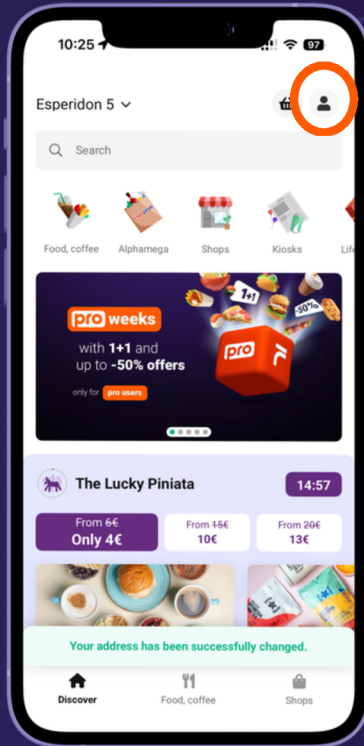 10:25
97
Esperidon 5
Search
Food, coffee
Alphamega
Shops
Kiosks
Life
pro weeks
with 1+1 and
up to -50% offers
only for pro users
1+1
-50%
pro
The Lucky Piniata
14:57
From 6€
Only 4€
From 15€
10€
From 20€
13€
Your address has been successfully changed.
Discover
Food, coffee
Shops